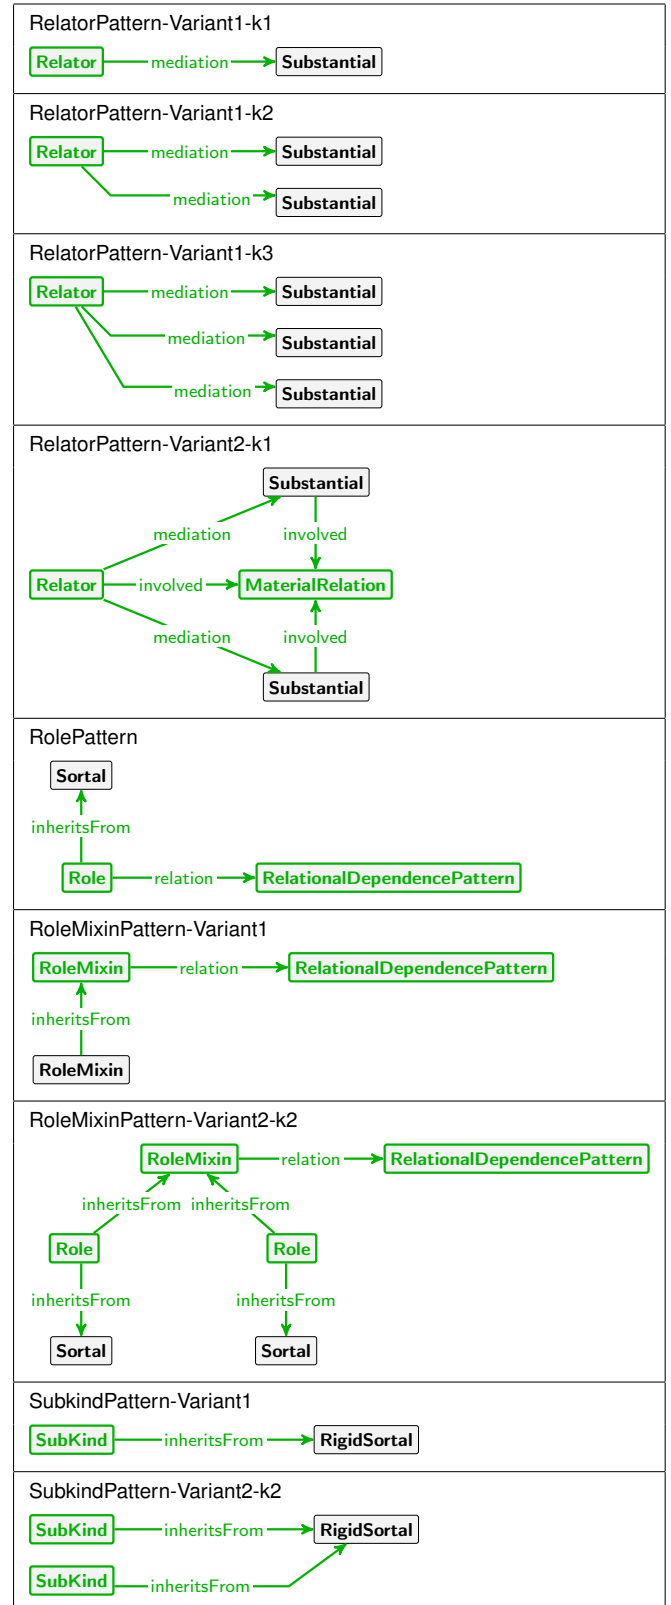 RelatorPattern-Variant1-k1
Relator mediation Substantial
RelatorPattern-Variant1-k2
Relator mediation Substantial
mediation Substantial
RelatorPattern-Variant1-k3
Relator mediation Substantial
mediation Substantial
mediation Substantial
RelatorPattern-Variant2-k1
Substantial
mediation involved
Relator involved MaterialRelation
mediation involved
Substantial
RolePattern
Sortal
inheritsFrom
Role relation RelationalDependencePattern
RoleMixinPattern-Variant1
RoleMixin relation RelationalDependencePattern
inheritsFrom
RoleMixin
RoleMixinPattern-Variant2-k2
RoleMixin relation RelationalDependencePattern
inheritsFrom inheritsFrom
Role Role
inheritsFrom inheritsFrom
Sortal Sortal
SubkindPattern-Variant1
SubKind inheritsFrom RigidSortal
SubkindPattern-Variant2-k2
SubKind inheritsFrom RigidSortal
SubKind inheritsFrom